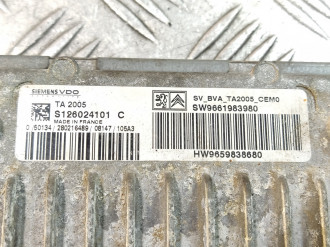 SIEMENS VDO
TA 2005
S126024101 C
MADE IN FRANCE
SV_BVA_TA2005_CEM0
SW9661983980
HW9659838680